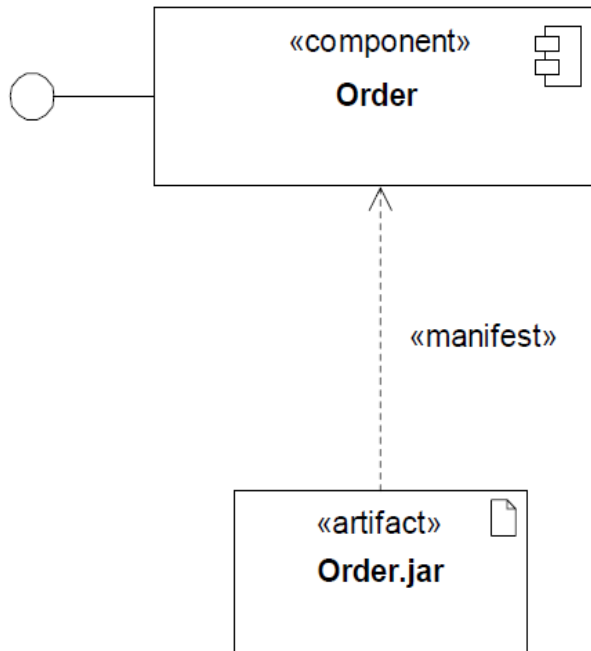 «component»
Order
«manifest»
«artifact»
Order.jar